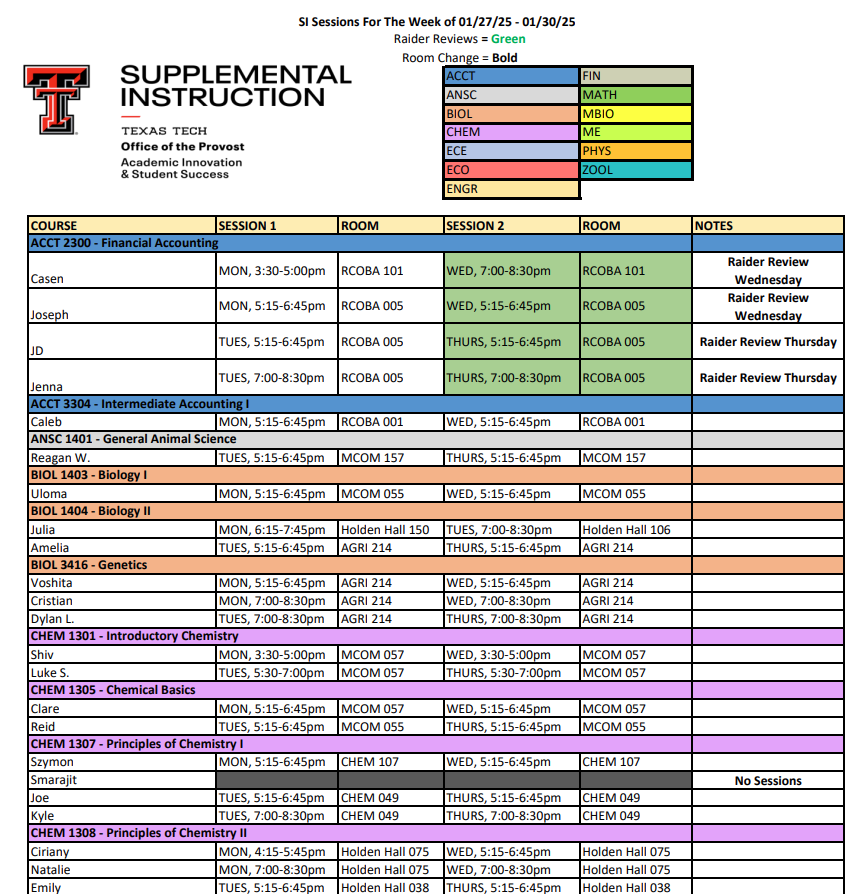 SI Sessions For The Week of 01/27/25 - 01/30/25
Raider Reviews = Green
Room Change = Bold
SUPPLEMENTAL
INSTRUCTION
TEXAS TECH
Office of the Provost
Academic Innovation
& Student Success
ACCT FIN
ANSC MATH
BIOL MBIO
CHEM ME
ECE PHYS
ECO ZOOL
ENGR
COURSE SESSION 1 ROOM SESSION 2 ROOM NOTES
ACCT 2300 - Financial Accounting
Casen MON, 3:30-5:00pm RCOBA 101 WED, 7:00-8:30pm RCOBA 101 Raider Review
Wednesday
Joseph MON, 5:15-6:45pm RCOBA 005 WED, 5:15-6:45pm RCOBA 005 Raider Review
Wednesday
JD TUES, 5:15-6:45pm RCOBA 005 THURS, 5:15-6:45pm RCOBA 005 Raider Review Thursday
Jenna TUES, 7:00-8:30pm RCOBA 005 THURS, 7:00-8:30pm RCOBA 005 Raider Review Thursday
ACCT 3304 - Intermediate Accounting I
Caleb MON, 5:15-6:45pm RCOBA 001 WED, 5:15-6:45pm RCOBA 001
ANSC 1401 - General Animal Science
Reagan W. TUES, 5:15-6:45pm MCOM 157 THURS, 5:15-6:45pm MCOM 157
BIOL 1403 - Biology I
Uloma MON, 5:15-6:45pm MCOM 055 WED, 5:15-6:45pm MCOM 055
BIOL 1404 - Biology II
Julia MON, 6:15-7:45pm Holden Hall 150 TUES, 7:00-8:30pm Holden Hall 106
Amelia TUES, 5:15-6:45pm AGRI 214 THURS, 5:15-6:45pm AGRI 214
BIOL 3416 - Genetics
Voshita MON, 5:15-6:45pm AGRI 214 WED, 5:15-6:45pm AGRI 214
Cristian MON, 7:00-8:30pm AGRI 214 WED, 7:00-8:30pm AGRI 214
Dylan L. TUES, 7:00-8:30pm AGRI 214 THURS, 7:00-8:30pm AGRI 214
CHEM 1301 - Introductory Chemistry
Shiv MON, 3:30-5:00pm MCOM 057 WED, 3:30-5:00pm MCOM 057
Luke S. TUES, 5:30-7:00pm MCOM 057 THURS, 5:30-7:00pm MCOM 057
CHEM 1305 - Chemical Basics
Clare MON, 5:15-6:45pm MCOM 057 WED, 5:15-6:45pm MCOM 057
Reid TUES, 5:15-6:45pm MCOM 055 THURS, 5:15-6:45pm MCOM 055
CHEM 1307 - Principles of Chemistry I
Szymon MON, 5:15-6:45pm CHEM 107 WED, 5:15-6:45pm CHEM 107
Smarajit No Sessions
Joe TUES, 5:15-6:45pm CHEM 049 THURS, 5:15-6:45pm CHEM 049
Kyle TUES, 7:00-8:30pm CHEM 049 THURS, 7:00-8:30pm CHEM 049
CHEM 1308 - Principles of Chemistry II
Ciriany MON, 4:15-5:45pm Holden Hall 075 WED, 5:15-6:45pm Holden Hall 075
Natalie MON, 7:00-8:30pm Holden Hall 075 WED, 7:00-8:30pm Holden Hall 075
Emily TUES, 5:15-6:45pm Holden Hall 038 THURS, 5:15-6:45pm Holden Hall 038